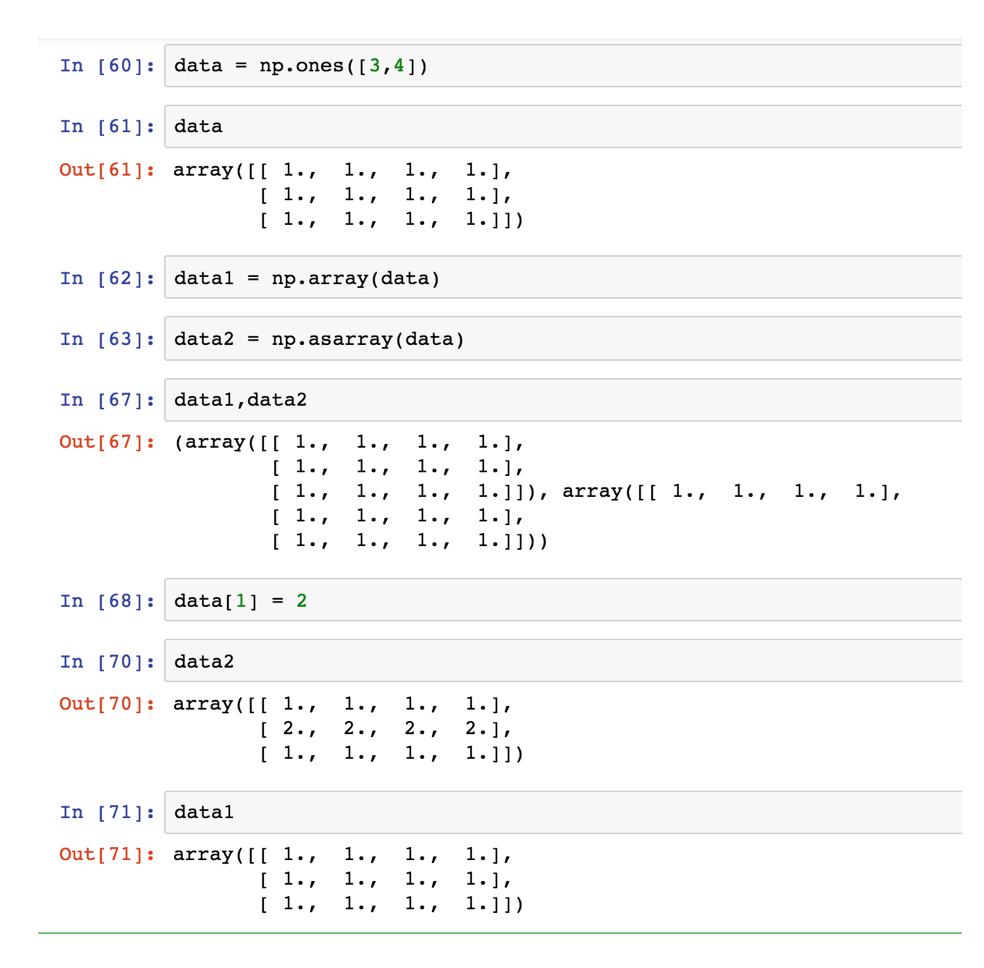 In [60]: data = np.ones([3,4])
In [61]: data
Out[61]: array([[ 1.,  1.,  1.,  1.],
       [ 1.,  1.,  1.,  1.],
       [ 1.,  1.,  1.,  1.]])
In [62]: data1 = np.array(data)
In [63]: data2 = np.asarray(data)
In [67]: data1,data2
Out[67]: (array([[ 1.,  1.,  1.,  1.],
        [ 1.,  1.,  1.,  1.],
        [ 1.,  1.,  1.,  1.]]), array([[ 1.,  1.,  1.,  1.],
        [ 1.,  1.,  1.,  1.],
        [ 1.,  1.,  1.,  1.]]))
In [68]: data[1] = 2
In [70]: data2
Out[70]: array([[ 1.,  1.,  1.,  1.],
       [ 2.,  2.,  2.,  2.],
       [ 1.,  1.,  1.,  1.]])
In [71]: data1
Out[71]: array([[ 1.,  1.,  1.,  1.],
       [ 1.,  1.,  1.,  1.],
       [ 1.,  1.,  1.,  1.]])